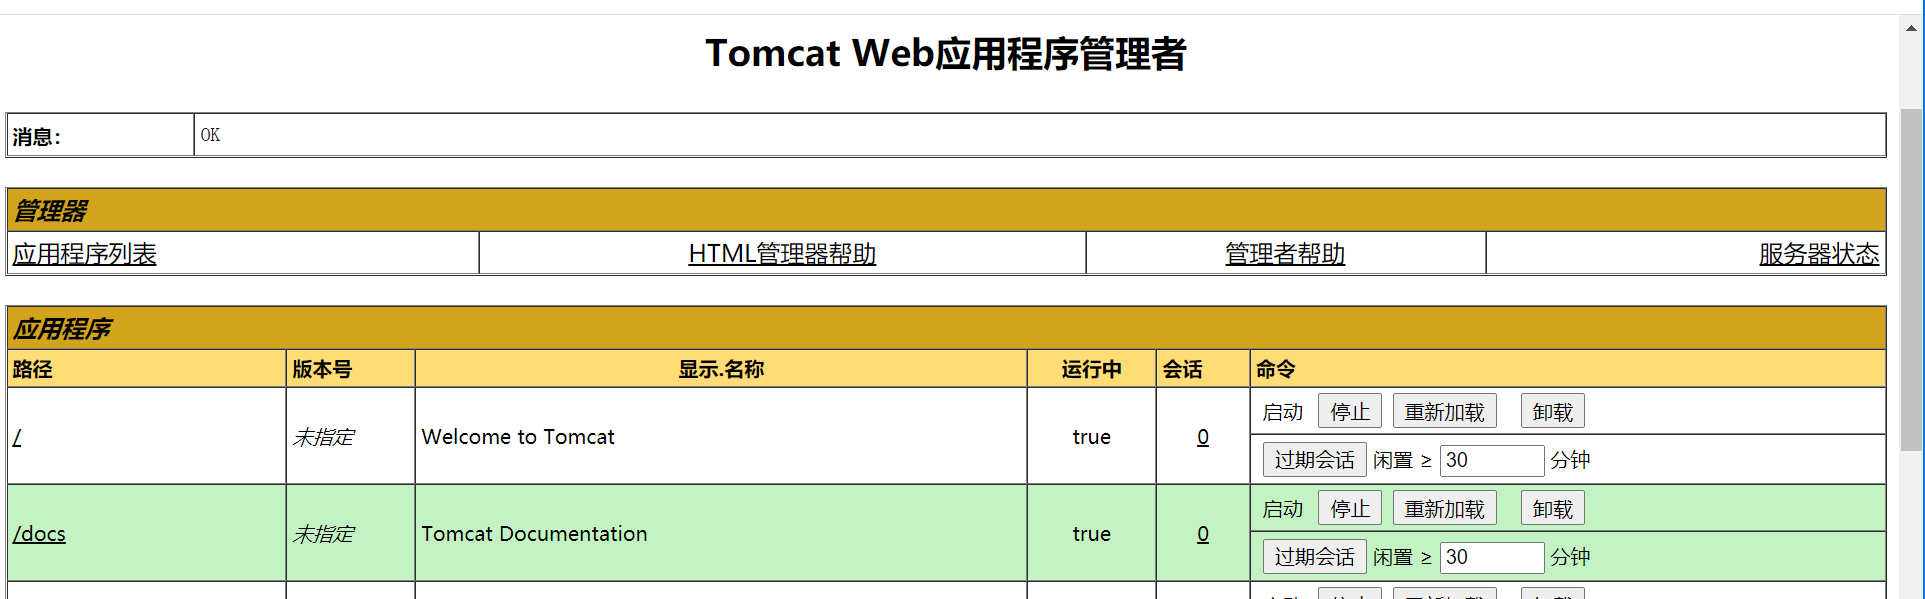 Tomcat Web应用程序管理者
消息： OK
管理器
应用程序列表 HTML管理器帮助 管理者帮助 服务器状态
应用程序
路径 版本号 显示.名称 运行中 会话 命令
启动 停止 重新加载 卸载
/ 未指定 Welcome to Tomcat true 0
过期会话 闲置 ≥ 30 分钟
启动 停止 重新加载 卸载
/docs 未指定 Tomcat Documentation true 0
过期会话 闲置 ≥ 30 分钟